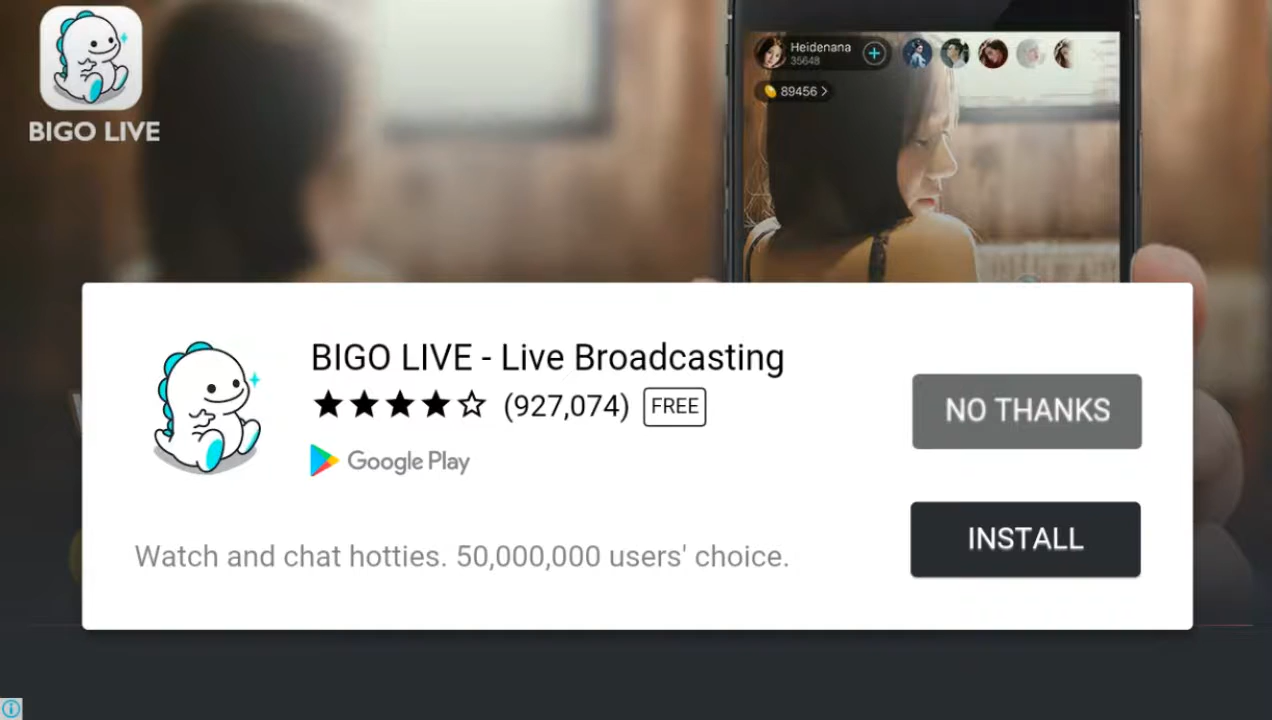 BIGO LIVE
Heidenana
35648
89456
BIGO LIVE - Live Broadcasting
(927,074) FREE
Google Play
Watch and chat hotties. 50,000,000 users' choice.
NO THANKS
INSTALL